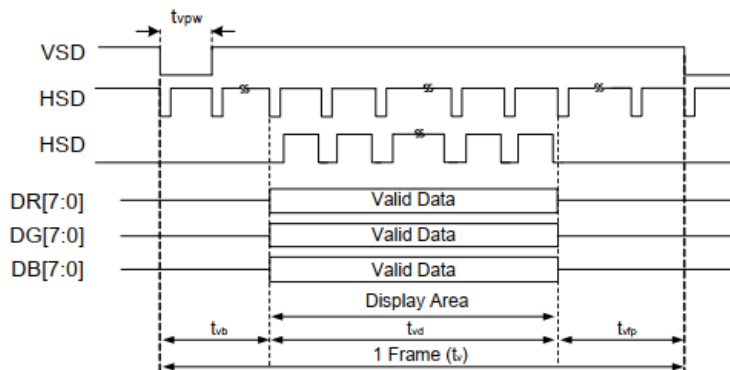 tvpw
VSD
HSD
HSD
DR[7:0] Valid Data
DG[7:0] Valid Data
DB[7:0] Valid Data
Display Area
tvb tvd tvfp
1 Frame (tv)